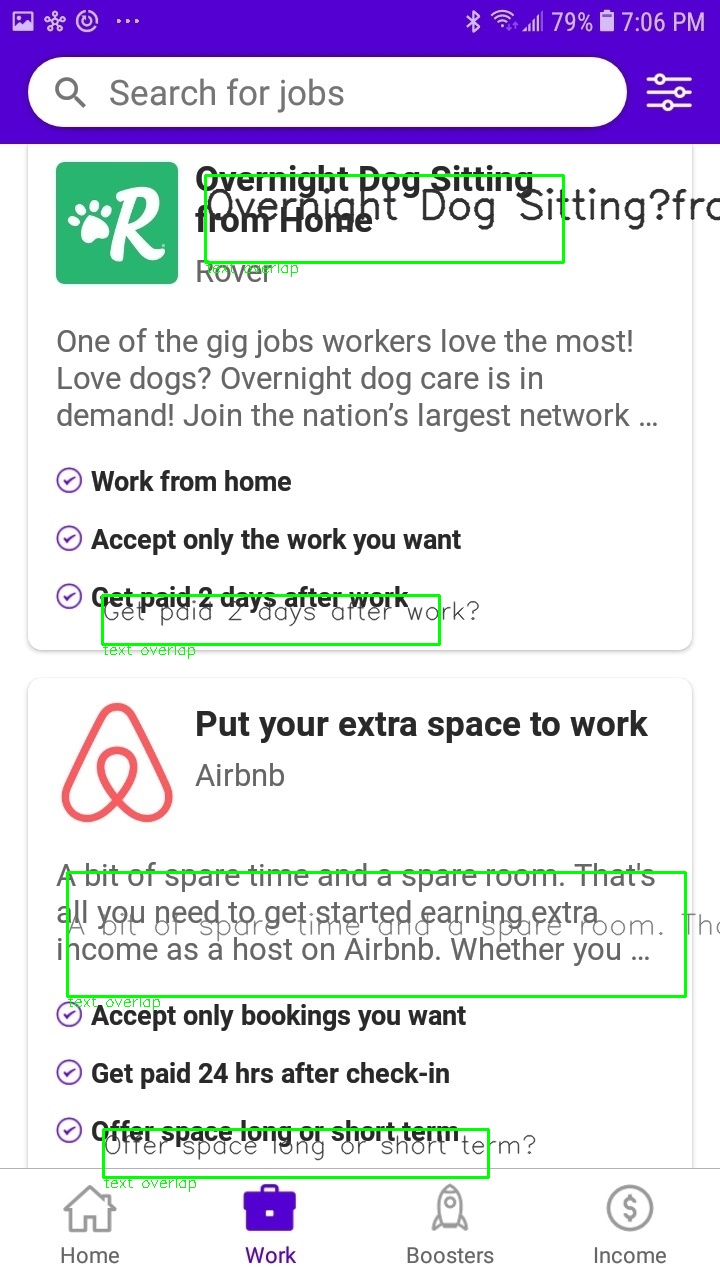 79% 7:06 PM
Search for jobs
Overnight Dog Sitting
from Home
Overnight Dog Sitting?fro
text overlap
Rover
One of the gig jobs workers love the most!
Love dogs? Overnight dog care is in
demand! Join the nation’s largest network ...
Work from home
Accept only the work you want
Get paid 2 days after work
Get paid 2 days after work?
text overlap
Put your extra space to work
Airbnb
A bit of spare time and a spare room. That's
all you need to get started earning extra
A bit of spare time and a spare room. Tha
income as a host on Airbnb. Whether you ...
text overlap
Accept only bookings you want
Get paid 24 hrs after check-in
Offer space long or short term
Offer space long or short term?
text overlap
Home Work Boosters Income